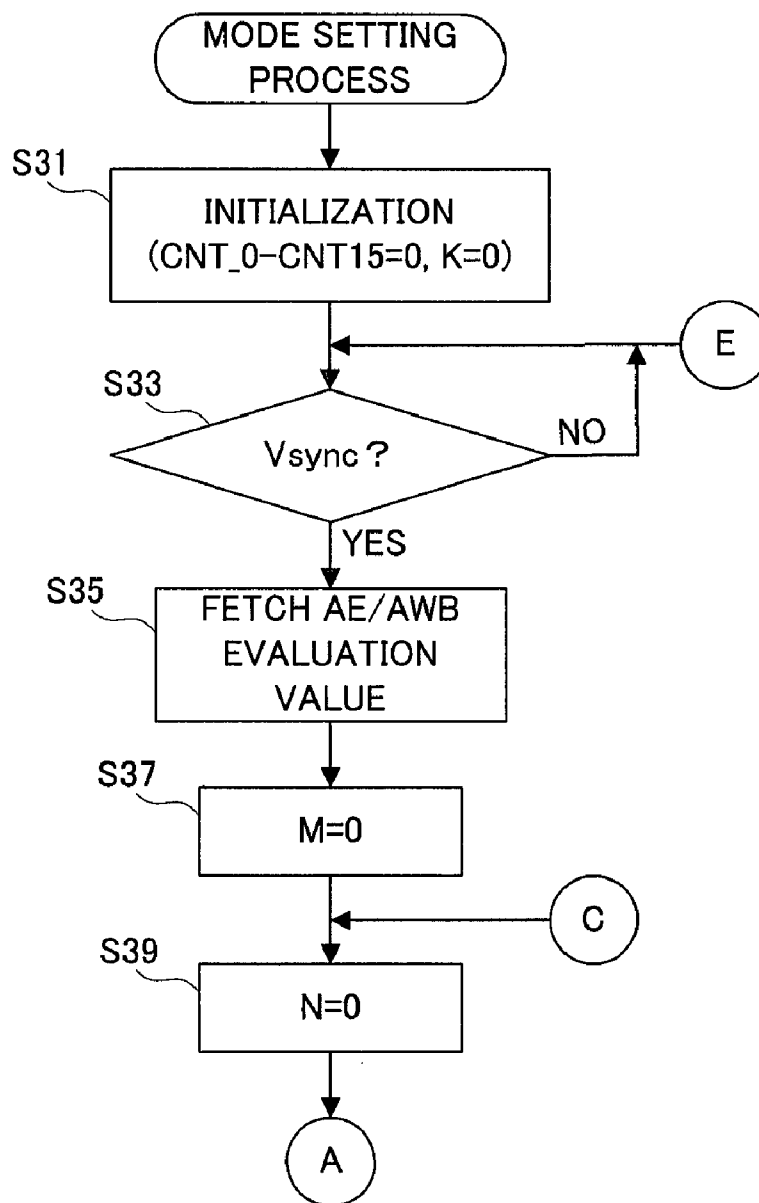 MODE SETTING
PROCESS
S31
INITIALIZATION
(CNT_0-CNT15=0, K=0)
E
S33
Vsync?
NO
YES
S35
FETCH AE/AWB
EVALUATION
VALUE
S37
M=0
C
S39
N=0
A